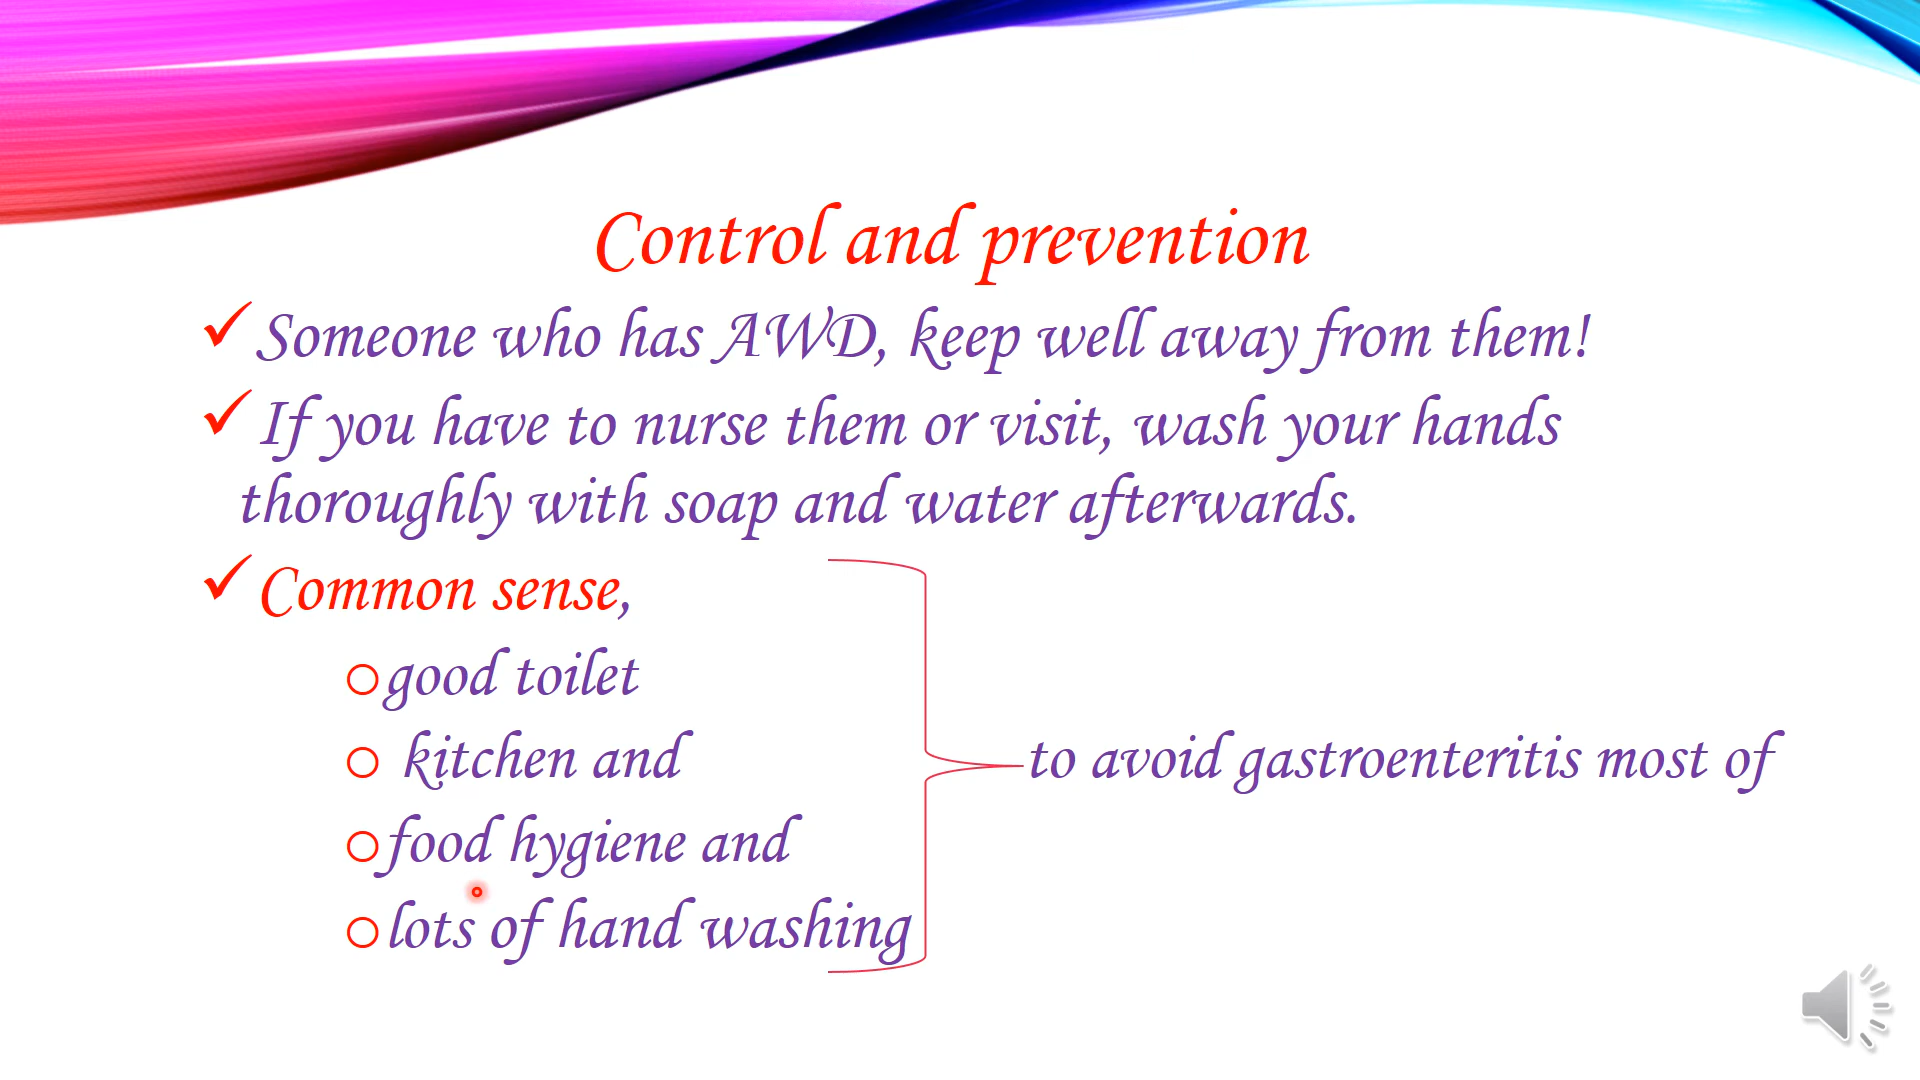 Control and prevention
✓Someone who has AWD, keep well away from them!
✓If you have to nurse them or visit, wash your hands
thoroughly with soap and water afterwards.
✓Common sense,
o good toilet
o kitchen and
o food hygiene and
o lots of hand washing
to avoid gastroenteritis most of